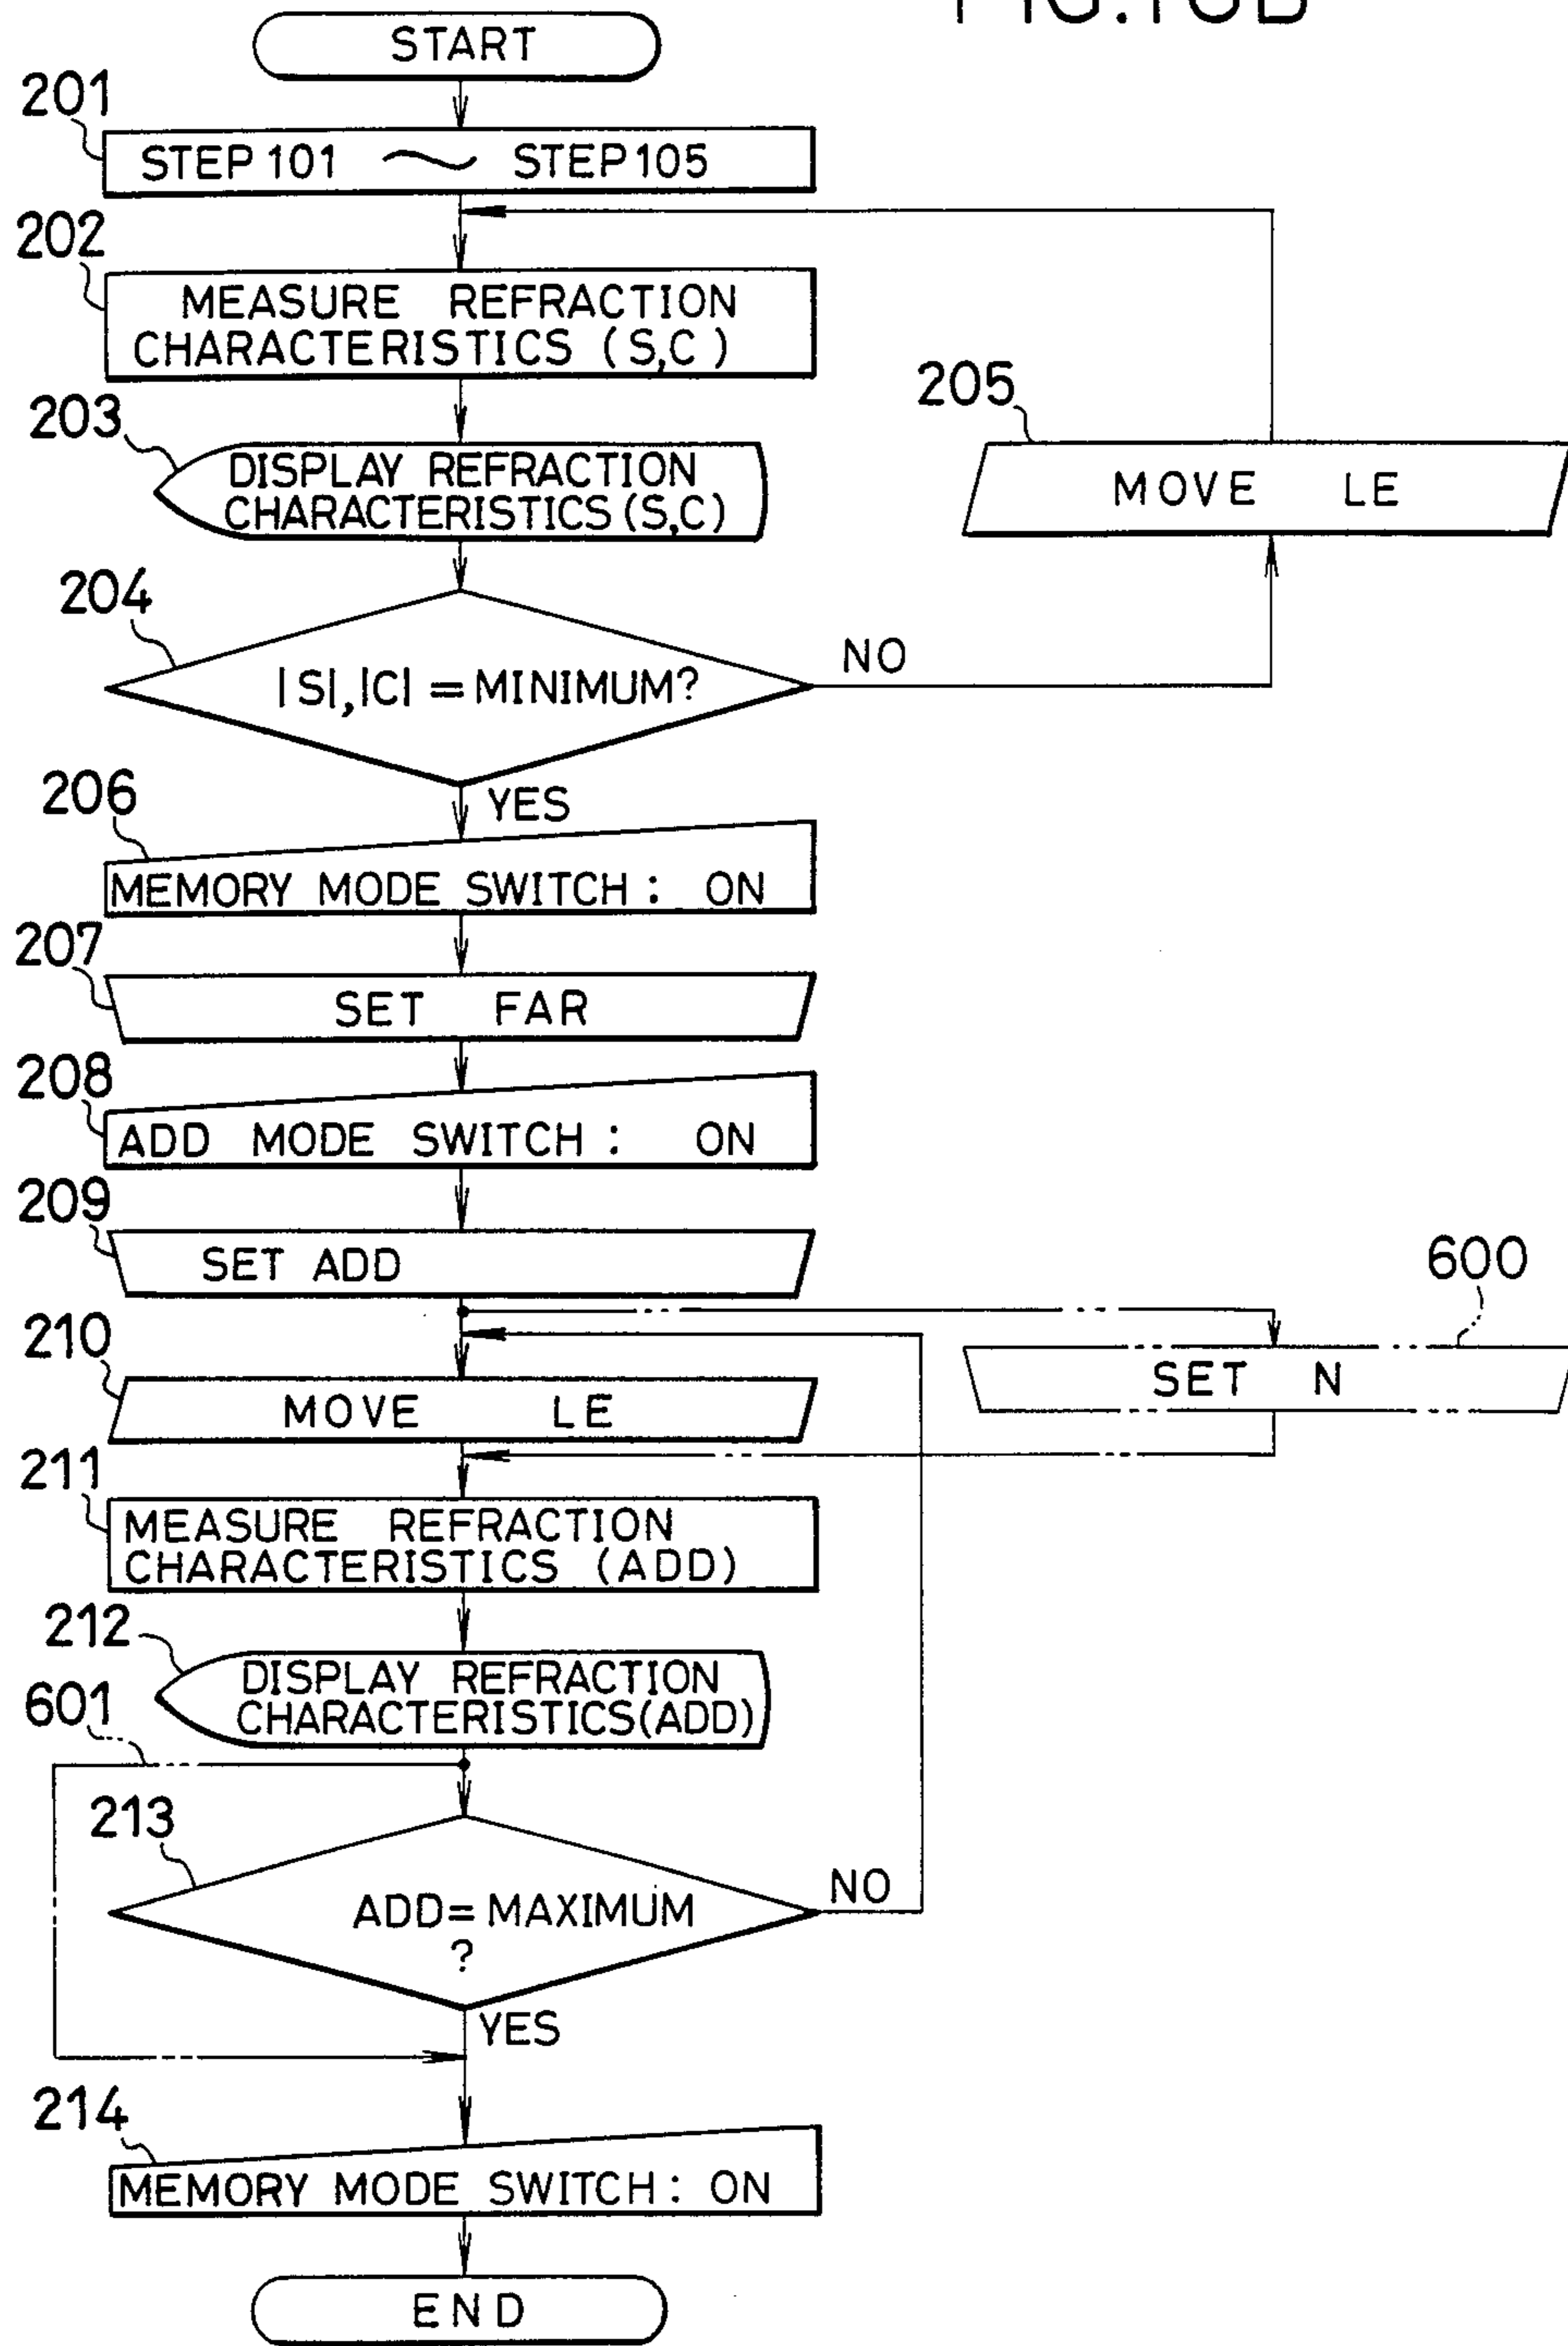 START
201
STEP 101 ~ STEP 105
202
MEASURE REFRACTION
CHARACTERISTICS (S,C)
203
DISPLAY REFRACTION
CHARACTERISTICS (S,C)
205
MOVE LE
204
|S|,|C| = MINIMUM?
NO
YES
206
MEMORY MODE SWITCH : ON
207
SET FAR
208
ADD MODE SWITCH : ON
209
SET ADD
600
SET N
210
MOVE LE
211
MEASURE REFRACTION
CHARACTERISTICS (ADD)
212
DISPLAY REFRACTION
CHARACTERISTICS(ADD)
601
213
ADD = MAXIMUM
?
NO
YES
214
MEMORY MODE SWITCH : ON
END